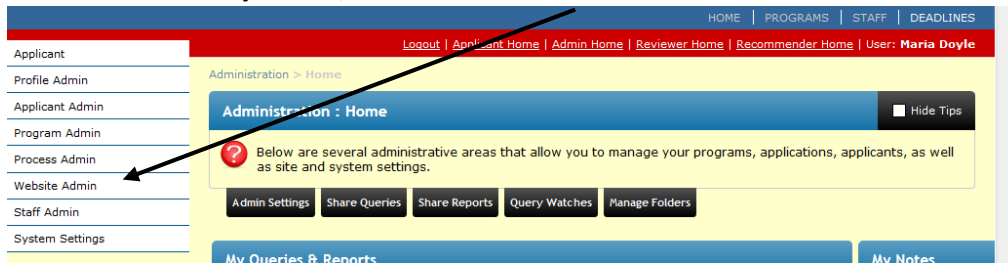 HOME | PROGRAMS | STAFF | DEADLINES
Logout | Applicant Home | Admin Home | Reviewer Home | Recommender Home | User: Maria Doyle
Applicant
Profile Admin
Applicant Admin
Program Admin
Process Admin
Website Admin
Staff Admin
System Settings
Administration > Home
Administration : Home
Hide Tips
Below are several administrative areas that allow you to manage your programs, applications, applicants, as well
as site and system settings.
Admin Settings Share Queries Share Reports Query Watches Manage Folders
My Queries & Reports
My Notes